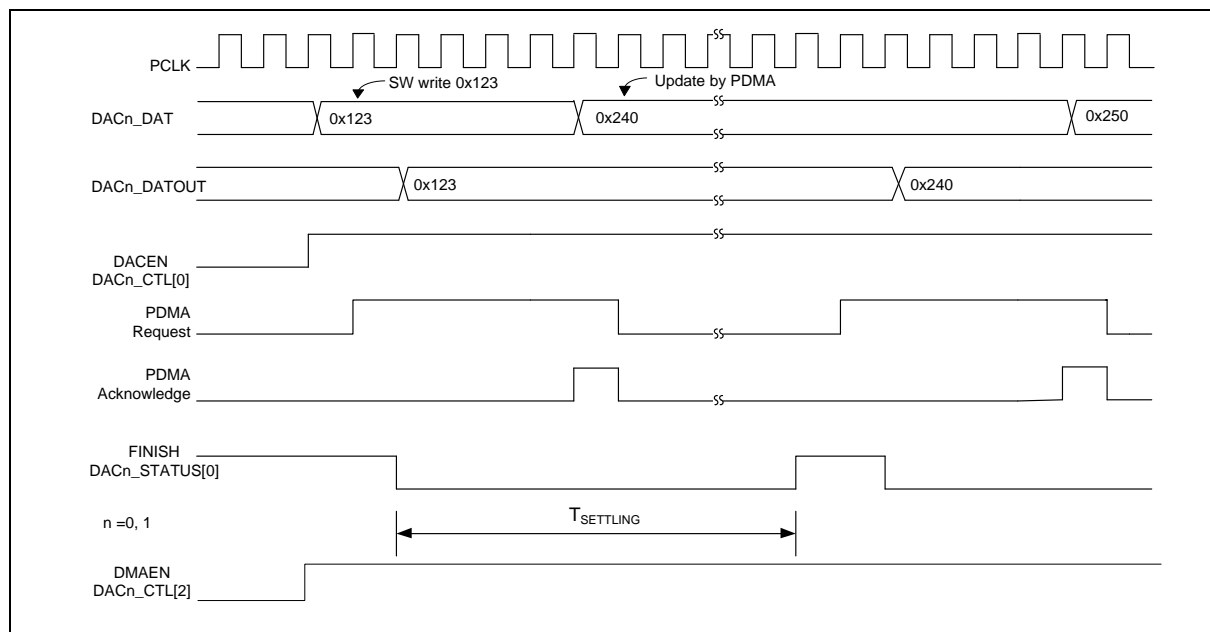 PCLK
SW write 0x123
Update by PDMA
DACn_DAT
0x123
0x240
0x250
DACn_DATOUT
0x123
0x240
DACEN
DACn_CTL[0]
PDMA
Request
PDMA
Acknowledge
FINISH
DACn_STATUS[0]
n =0, 1
TSETTLING
DMAEN
DACn_CTL[2]